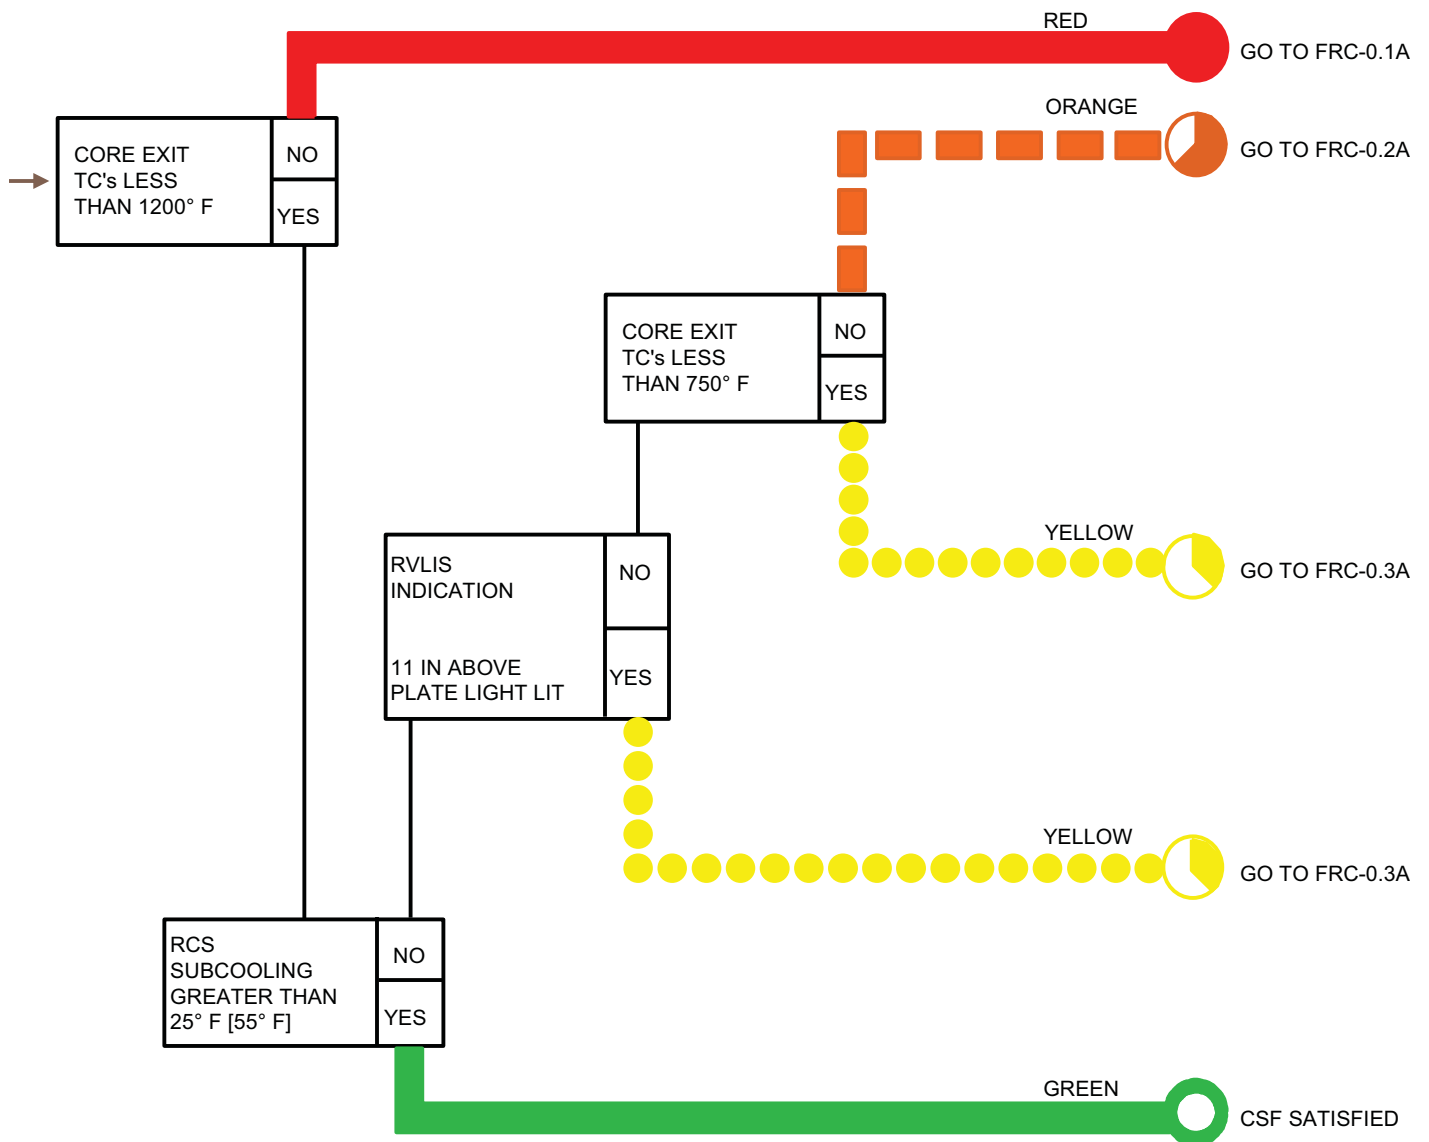 RED
GO TO FRC-0.1A
ORANGE
GO TO FRC-0.2A
CORE EXIT
TC's LESS
THAN 1200° F
NO
YES
CORE EXIT
TC's LESS
THAN 750° F
NO
YES
YELLOW
GO TO FRC-0.3A
RVLIS
INDICATION
11 IN ABOVE
PLATE LIGHT LIT
NO
YES
YELLOW
GO TO FRC-0.3A
RCS
SUBCOOLING
GREATER THAN
25° F [55° F]
NO
YES
GREEN
CSF SATISFIED